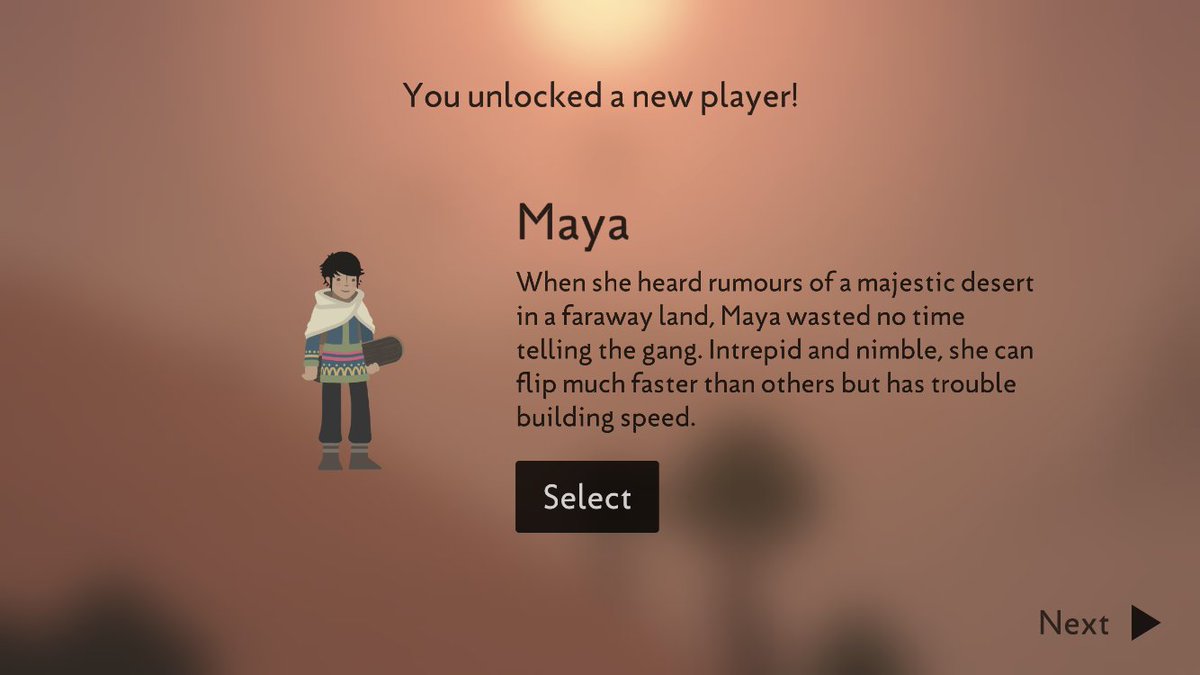 You unlocked a new player!
Maya
When she heard rumours of a majestic desert
in a faraway land, Maya wasted no time
telling the gang. Intrepid and nimble, she can
flip much faster than others but has trouble
building speed.
Select
Next